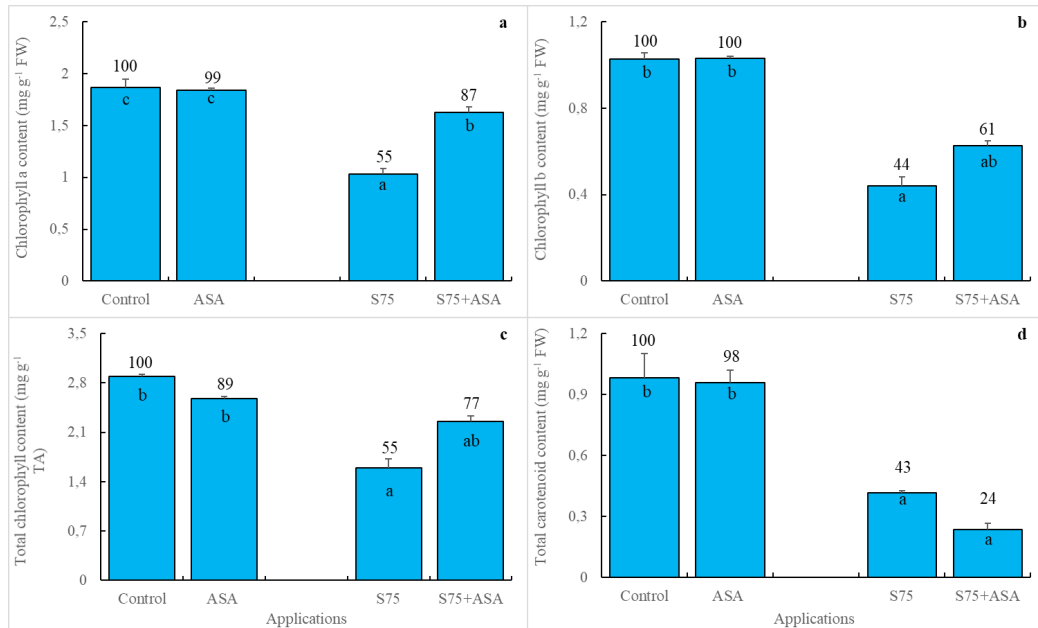 a
Chlorophyll a content (mg g⁻¹ FW)
2,5
2
1,5
1
0,5
0
100
c
99
c
55
a
87
b
Control
ASA
S75
S75+ASA
b
Chlorophyll b content (mg g⁻¹ FW)
1,2
0,8
0,4
0
100
b
100
b
44
a
61
ab
Control
ASA
S75
S75+ASA
c
Total chlorophyll content (mg g⁻¹
TA)
3,5
2,8
2,1
1,4
0,7
0
100
b
89
b
55
a
77
ab
Control
ASA
S75
S75+ASA
Applications
d
Total carotenoid content (mg g⁻¹ FW)
1,2
0,9
0,6
0,3
0
100
b
98
b
43
a
24
a
Control
ASA
S75
S75+ASA
Applications